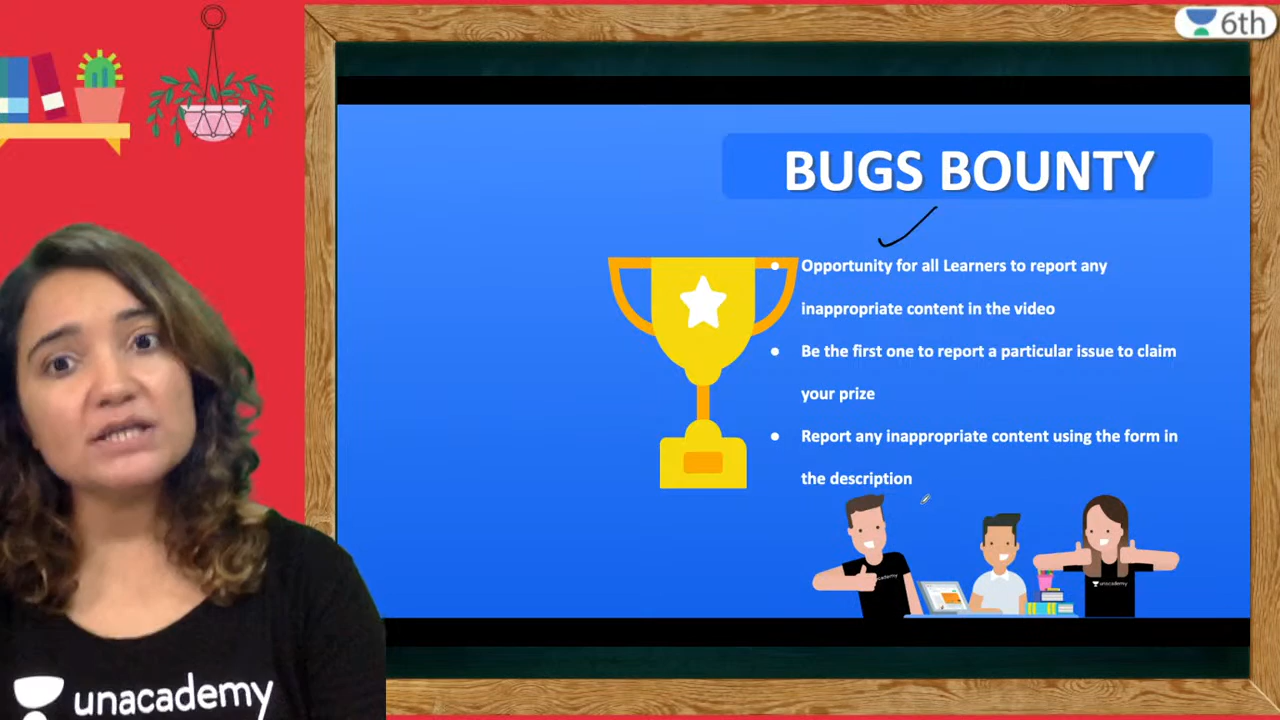 6th
BUGS BOUNTY
Opportunity for all Learners to report any
inappropriate content in the video
Be the first one to report a particular issue to claim
your prize
Report any inappropriate content using the form in
the description
unacademy
unacademy
unacademy